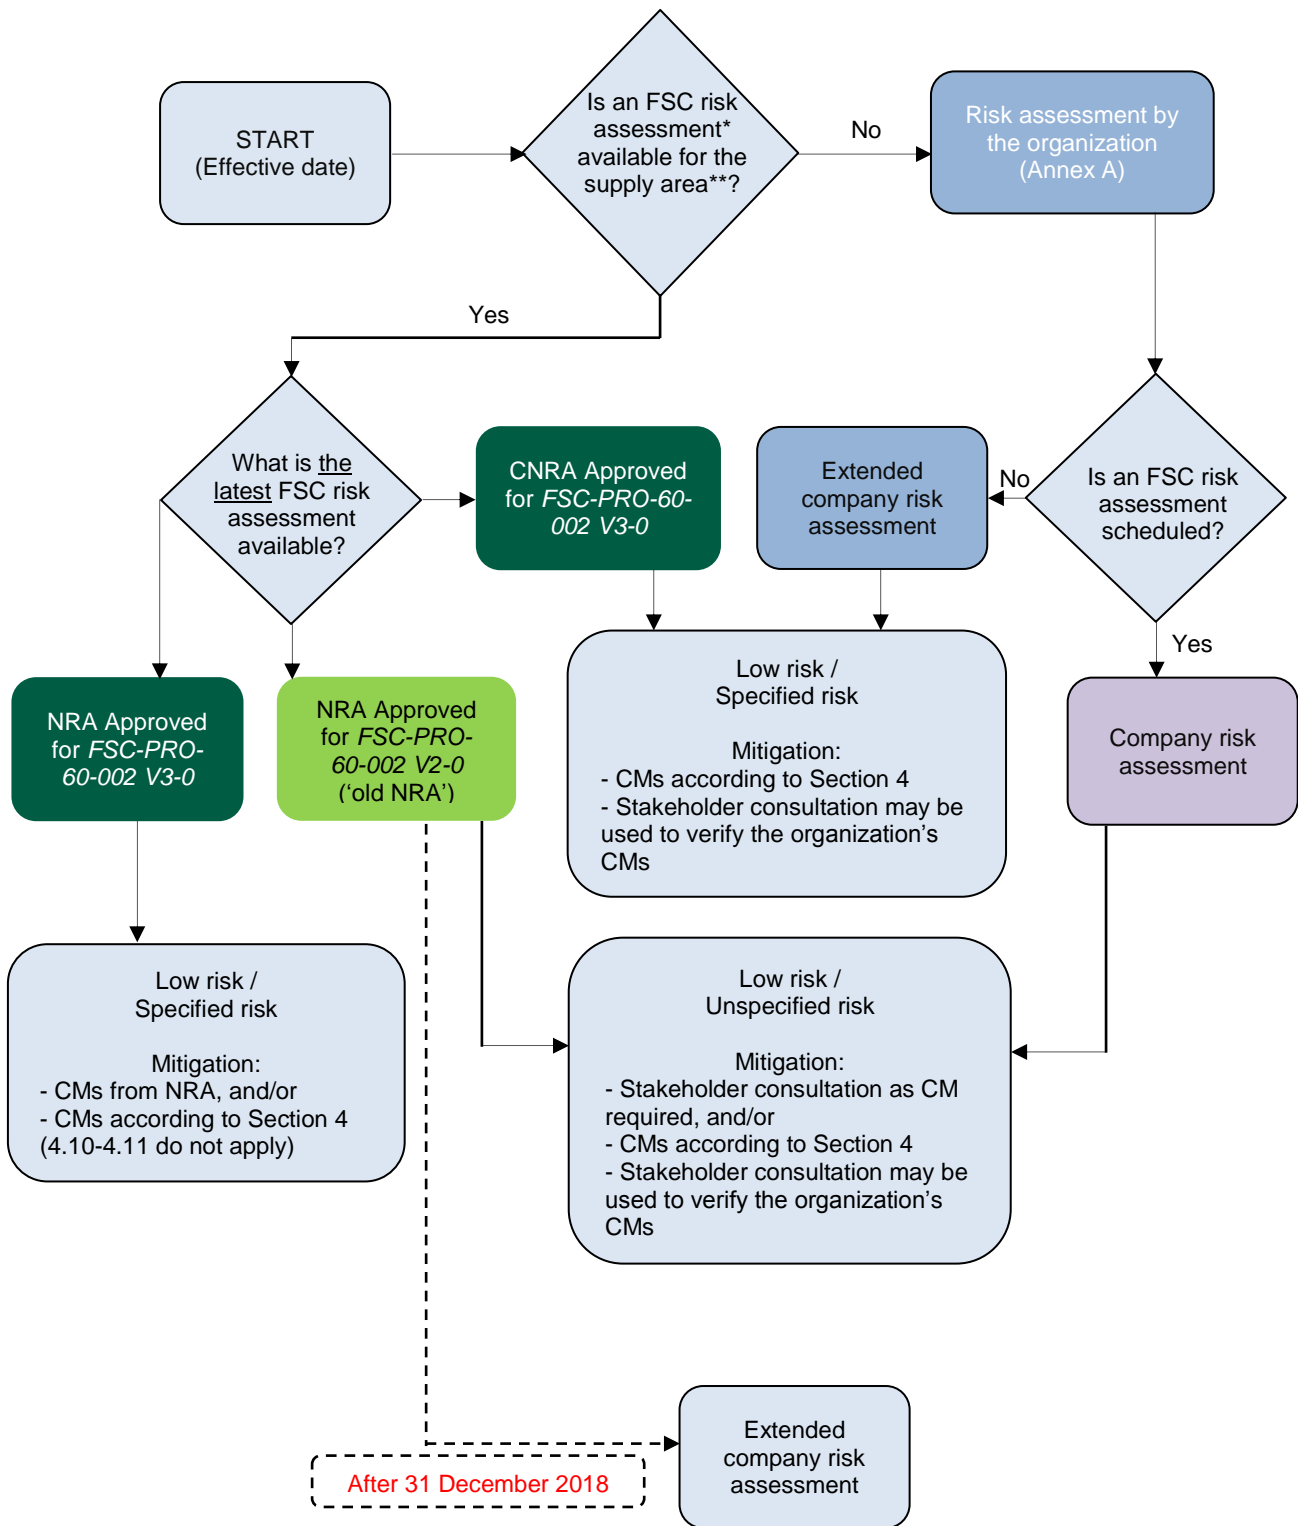 START
(Effective date)
Is an FSC risk
assessment*
available for the
supply area**?
No
Risk assessment by
the organization
(Annex A)
Yes
What is the
latest FSC risk
assessment
available?
CNRA Approved
for FSC-PRO-60-
002 V3-0
Extended
company risk
assessment
No
Is an FSC risk
assessment
scheduled?
Yes
NRA Approved
for FSC-PRO-
60-002 V3-0
NRA Approved
for FSC-PRO-
60-002 V2-0
(‘old NRA’)
Low risk /
Specified risk
Mitigation:
- CMs according to Section 4
- Stakeholder consultation may be
used to verify the organization’s
CMs
Company risk
assessment
Low risk /
Specified risk
Mitigation:
- CMs from NRA, and/or
- CMs according to Section 4
(4.10-4.11 do not apply)
Low risk /
Unspecified risk
Mitigation:
- Stakeholder consultation as CM
required, and/or
- CMs according to Section 4
- Stakeholder consultation may be
used to verify the organization’s
CMs
After 31 December 2018
Extended
company risk
assessment